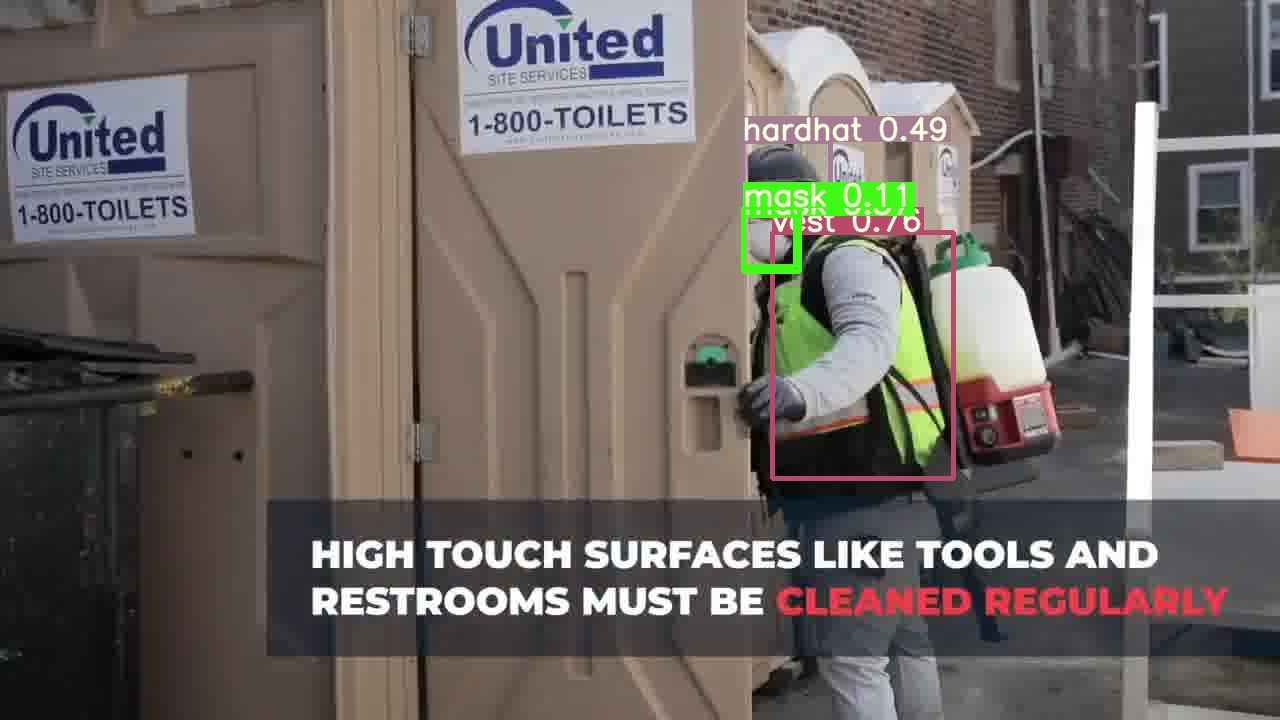 United
SITE SERVICES
1-800-TOILETS
United
SITE SERVICES
1-800-TOILETS
hardhat 0.49
United
mask 0.11
vest 0.76
HIGH TOUCH SURFACES LIKE TOOLS AND
RESTROOMS MUST BE CLEANED REGULARLY